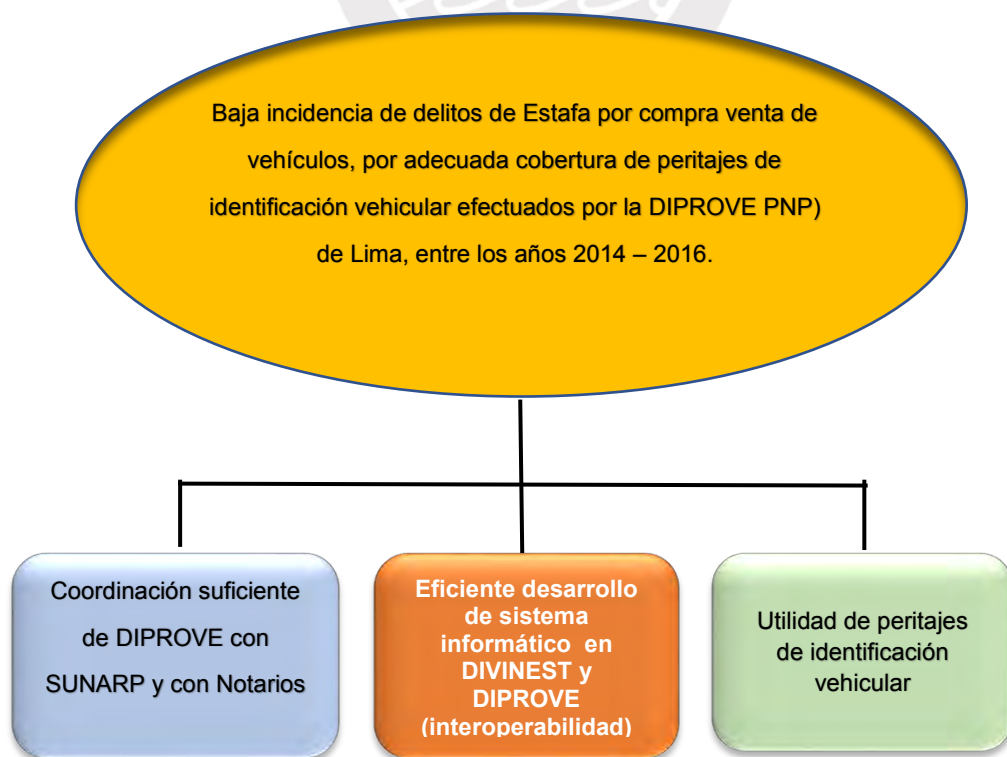 Baja incidencia de delitos de Estafa por compra venta de
vehículos, por adecuada cobertura de peritajes de
identificación vehicular efectuados por la DIPROVE PNP)
de Lima, entre los años 2014 – 2016.
Coordinación suficiente
de DIPROVE con
SUNARP y con Notarios
Eficiente desarrollo
de sistema
informático en
DIVINEST y
DIPROVE
(interoperabilidad)
Utilidad de peritajes
de identificación
vehicular